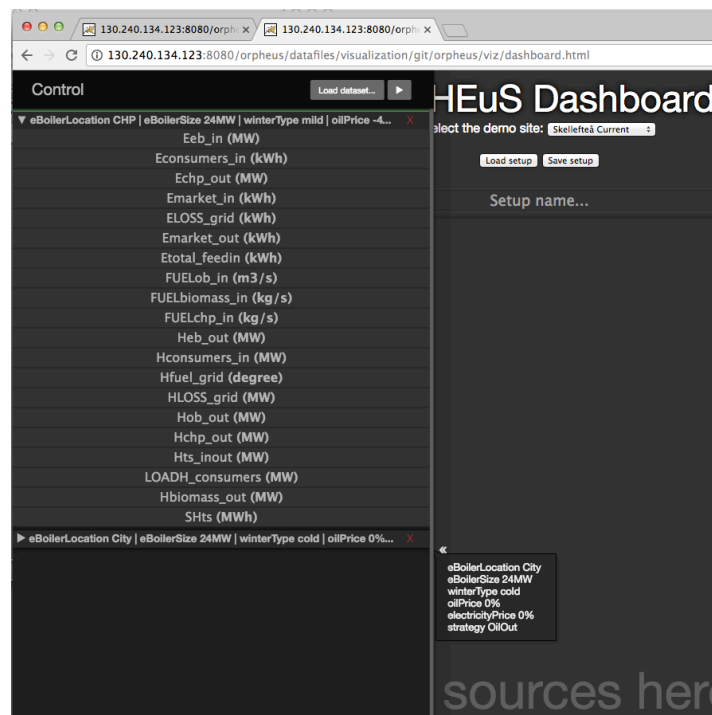 130.240.134.123:8080/orph
130.240.134.123:8080/orph
130.240.134.123:8080/orpheus/datafiles/visualization/git/orpheus/viz/dashboard.html
Control
Load dataset...
HEuS Dashboard
elect the demo site: Skellefteå Current
Load setup Save setup
Setup name...
▼ eBoilerLocation CHP | eBoilerSize 24MW | winterType mild | oilPrice -4... X
Eeb_in (MW)
Econsumers_in (kWh)
Echp_out (MW)
Emarket_in (kWh)
ELOSS_grid (kWh)
Emarket_out (kWh)
Etotal_feedin (kWh)
FUELob_in (m3/s)
FUELbiomass_in (kg/s)
FUELchp_in (kg/s)
Heb_out (MW)
Hconsumers_in (MW)
Hfuel_grid (degree)
HLOSS_grid (MW)
Hob_out (MW)
Hchp_out (MW)
Hts_inout (MW)
LOADH_consumers (MW)
Hbiomass_out (MW)
SHts (MWh)
▶ eBoilerLocation City | eBoilerSize 24MW | winterType cold | oilPrice 0%... X
«
eBoilerLocation City
eBoilerSize 24MW
winterType cold
oilPrice 0%
electricityPrice 0%
strategy OilOut
sources here